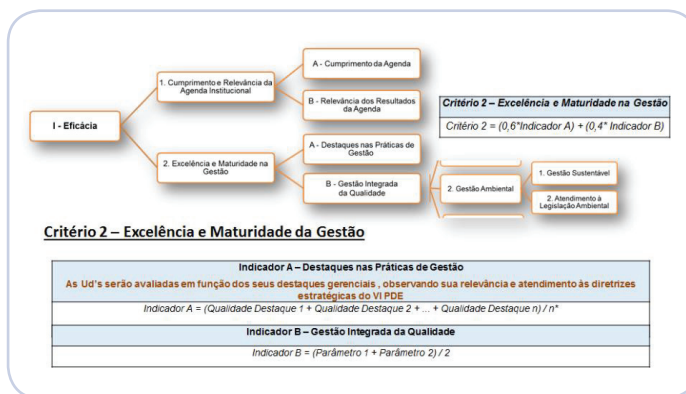 A - Cumprimento da Agenda
1. Cumprimento e Relevância da
Agenda Institucional
B - Relevância dos Resultados
da Agenda
I - Eficácia
Critério 2 – Excelência e Maturidade na Gestão
Critério 2 = (0,6*Indicador A) + (0,4* Indicador B)
A - Destaques nas Práticas de
Gestão
2. Excelência e Maturidade na
Gestão
B - Gestão Integrada
da Qualidade
2. Gestão Ambiental
1. Gestão Sustentável
2. Atendimento à
Legislação Ambiental
Critério 2 – Excelência e Maturidade da Gestão
Indicador A – Destaques nas Práticas de Gestão
As Ud's serão avaliadas em função dos seus destaques gerenciais , observando sua relevância e atendimento às diretrizes
estratégicas do VI PDE
Indicador A = (Qualidade Destaque 1 + Qualidade Destaque 2 + ... + Qualidade Destaque n) / n*
Indicador B – Gestão Integrada da Qualidade
Indicador B = (Parâmetro 1 + Parâmetro 2) / 2